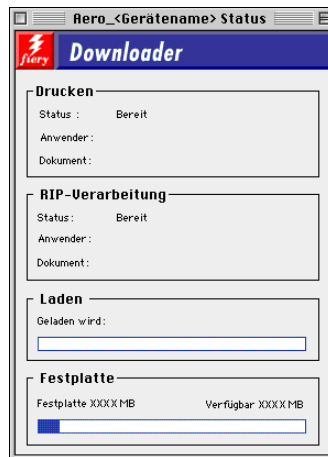 Aero_<Gerätename> Status
fiery
Downloader
Drucken
Status : Bereit
Anwender :
Dokument :
RIP-Verarbeitung
Status : Bereit
Anwender :
Dokument :
Laden
Geladen wird :
Festplatte
Festplatte XXXX MB Verfügbar XXXX MB